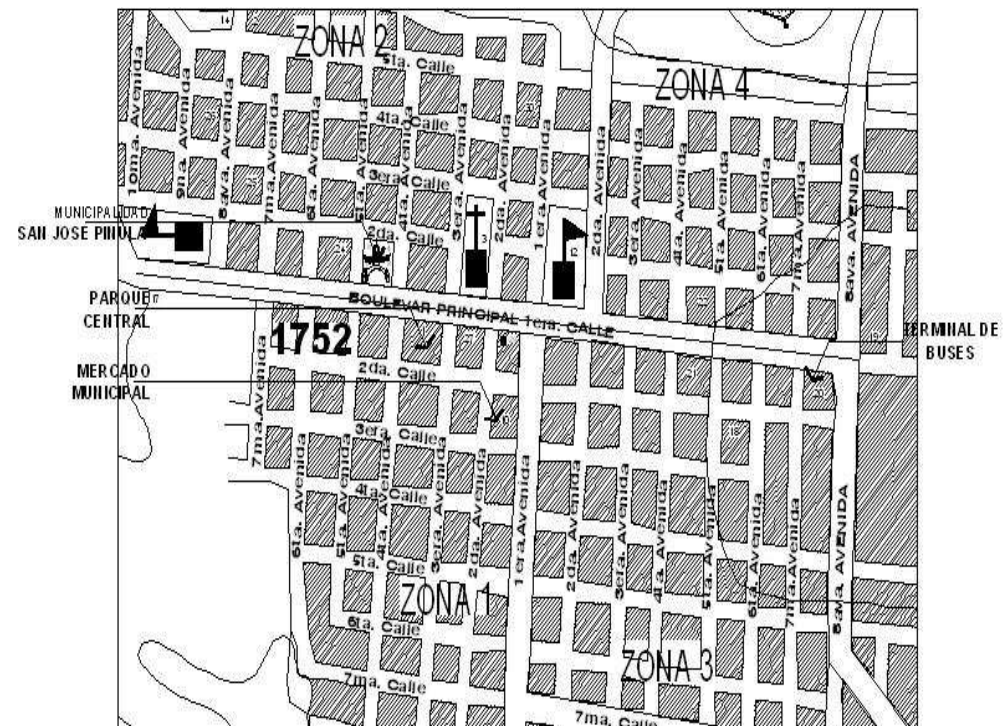 14
ZONA 2
5ta. Calle
ZONA 4
10ma. Avenida
9na. Avenida
8ava. Avenida
7ma. Avenida
6ta. Avenida
5ta. Avenida
4ta. Avenida
3era. Avenida
2da. Avenida
1era. Avenida
2da. Avenida
3era. Avenida
4ta. Avenida
5ta. Avenida
6ta. Avenida
7ma. Avenida
8ava. AVENIDA
4ta. Calle
3era. Calle
2da. Calle
MUNICIPALIDAD
SAN JOSÉ PINULA
3
12
PARQUE
CENTRAL
BOULEVAR PRINCIPAL 1era. CALLE
1752
TERMINAL DE
BUSES
MERCADO
MUNICIPAL
2da. Calle
3era. Calle
4ta. Calle
5ta. Calle
7ma. Avenida
6ta. Avenida
5ta. Avenida
4ta. Avenida
3era. Avenida
2da. Avenida
1era. Avenida
2da. Avenida
3era. Avenida
4ta. Avenida
5ta. Avenida
6ta. Avenida
7ma. Avenida
8ava. AVENIDA
ZONA 1
6ta. Calle
ZONA 3
7ma. Calle
7ma. Calle